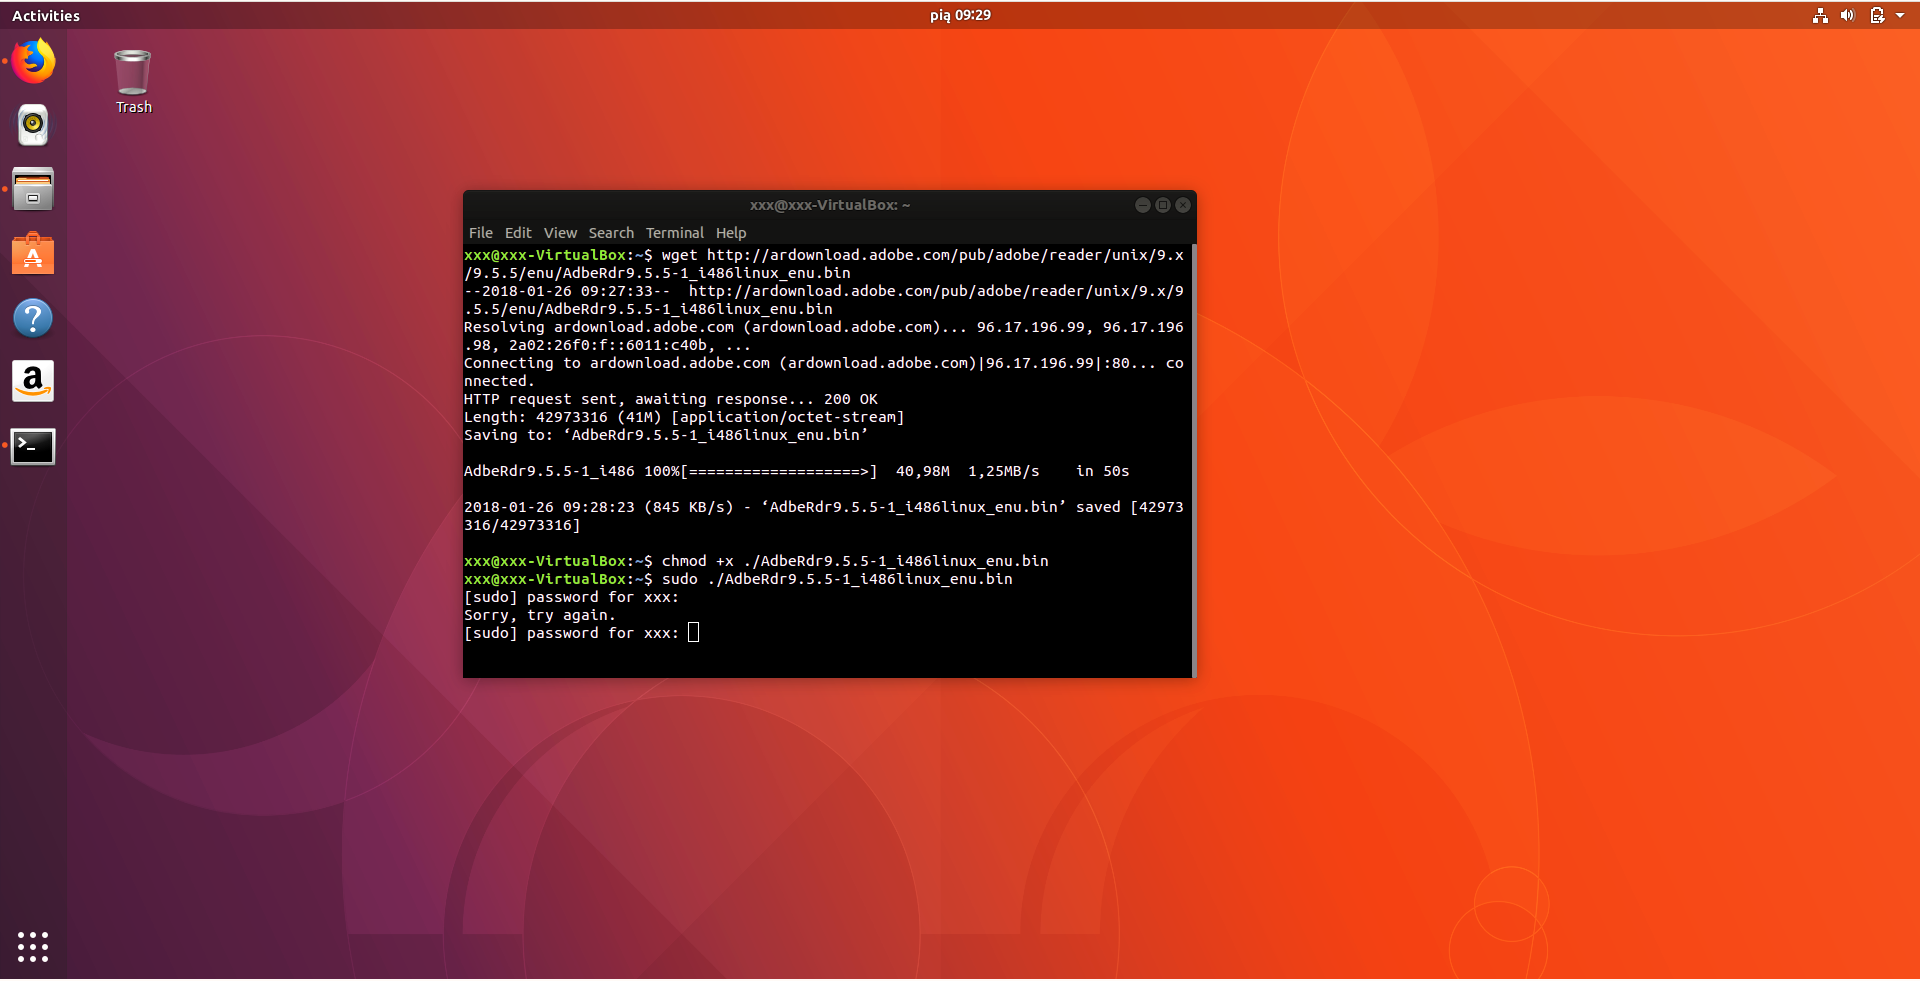 Activities
pią 09:29
Trash
xxx@xxx-VirtualBox: ~
File Edit View Search Terminal Help
xxx@xxx-VirtualBox:~$ wget http://ardownload.adobe.com/pub/adobe/reader/unix/9.x
/9.5.5/enu/AdbeRdr9.5.5-1_i486linux_enu.bin
--2018-01-26 09:27:33--  http://ardownload.adobe.com/pub/adobe/reader/unix/9.x/9
.5.5/enu/AdbeRdr9.5.5-1_i486linux_enu.bin
Resolving ardownload.adobe.com (ardownload.adobe.com)... 96.17.196.99, 96.17.196
.98, 2a02:26f0:f::6011:c40b, ...
Connecting to ardownload.adobe.com (ardownload.adobe.com)|96.17.196.99|:80... co
nnected.
HTTP request sent, awaiting response... 200 OK
Length: 42973316 (41M) [application/octet-stream]
Saving to: ‘AdbeRdr9.5.5-1_i486linux_enu.bin’
AdbeRdr9.5.5-1_i486 100%[===================>]  40,98M  1,25MB/s    in 50s
2018-01-26 09:28:23 (845 KB/s) - ‘AdbeRdr9.5.5-1_i486linux_enu.bin’ saved [42973
316/42973316]
xxx@xxx-VirtualBox:~$ chmod +x ./AdbeRdr9.5.5-1_i486linux_enu.bin
xxx@xxx-VirtualBox:~$ sudo ./AdbeRdr9.5.5-1_i486linux_enu.bin
[sudo] password for xxx:
Sorry, try again.
[sudo] password for xxx: